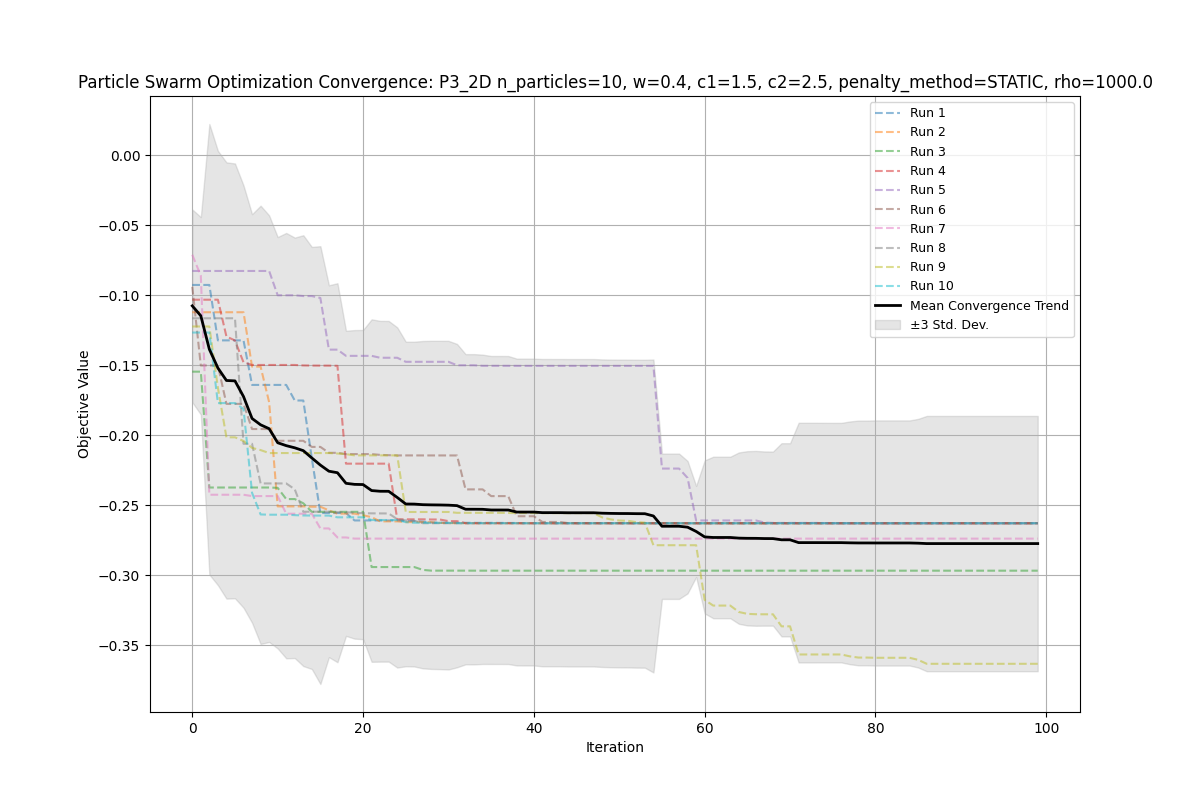 Particle Swarm Optimization Convergence: P3_2D n_particles=10, w=0.4, c1=1.5, c2=2.5, penalty_method=STATIC, rho=1000.0
Objective Value
0.00
−0.05
−0.10
−0.15
−0.20
−0.25
−0.30
−0.35
Run 1
Run 2
Run 3
Run 4
Run 5
Run 6
Run 7
Run 8
Run 9
Run 10
Mean Convergence Trend
±3 Std. Dev.
0 20 40 60 80 100
Iteration